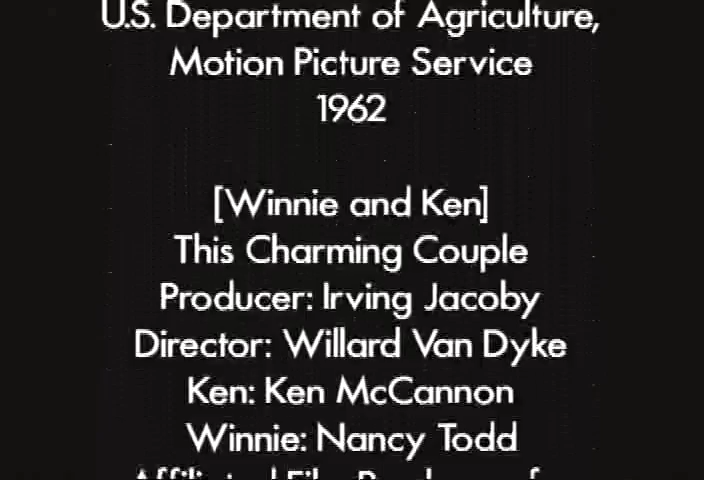 U.S. Department of Agriculture,
Motion Picture Service
1962
[Winnie and Ken]
This Charming Couple
Producer: Irving Jacoby
Director: Willard Van Dyke
Ken: Ken McCannon
Winnie: Nancy Todd